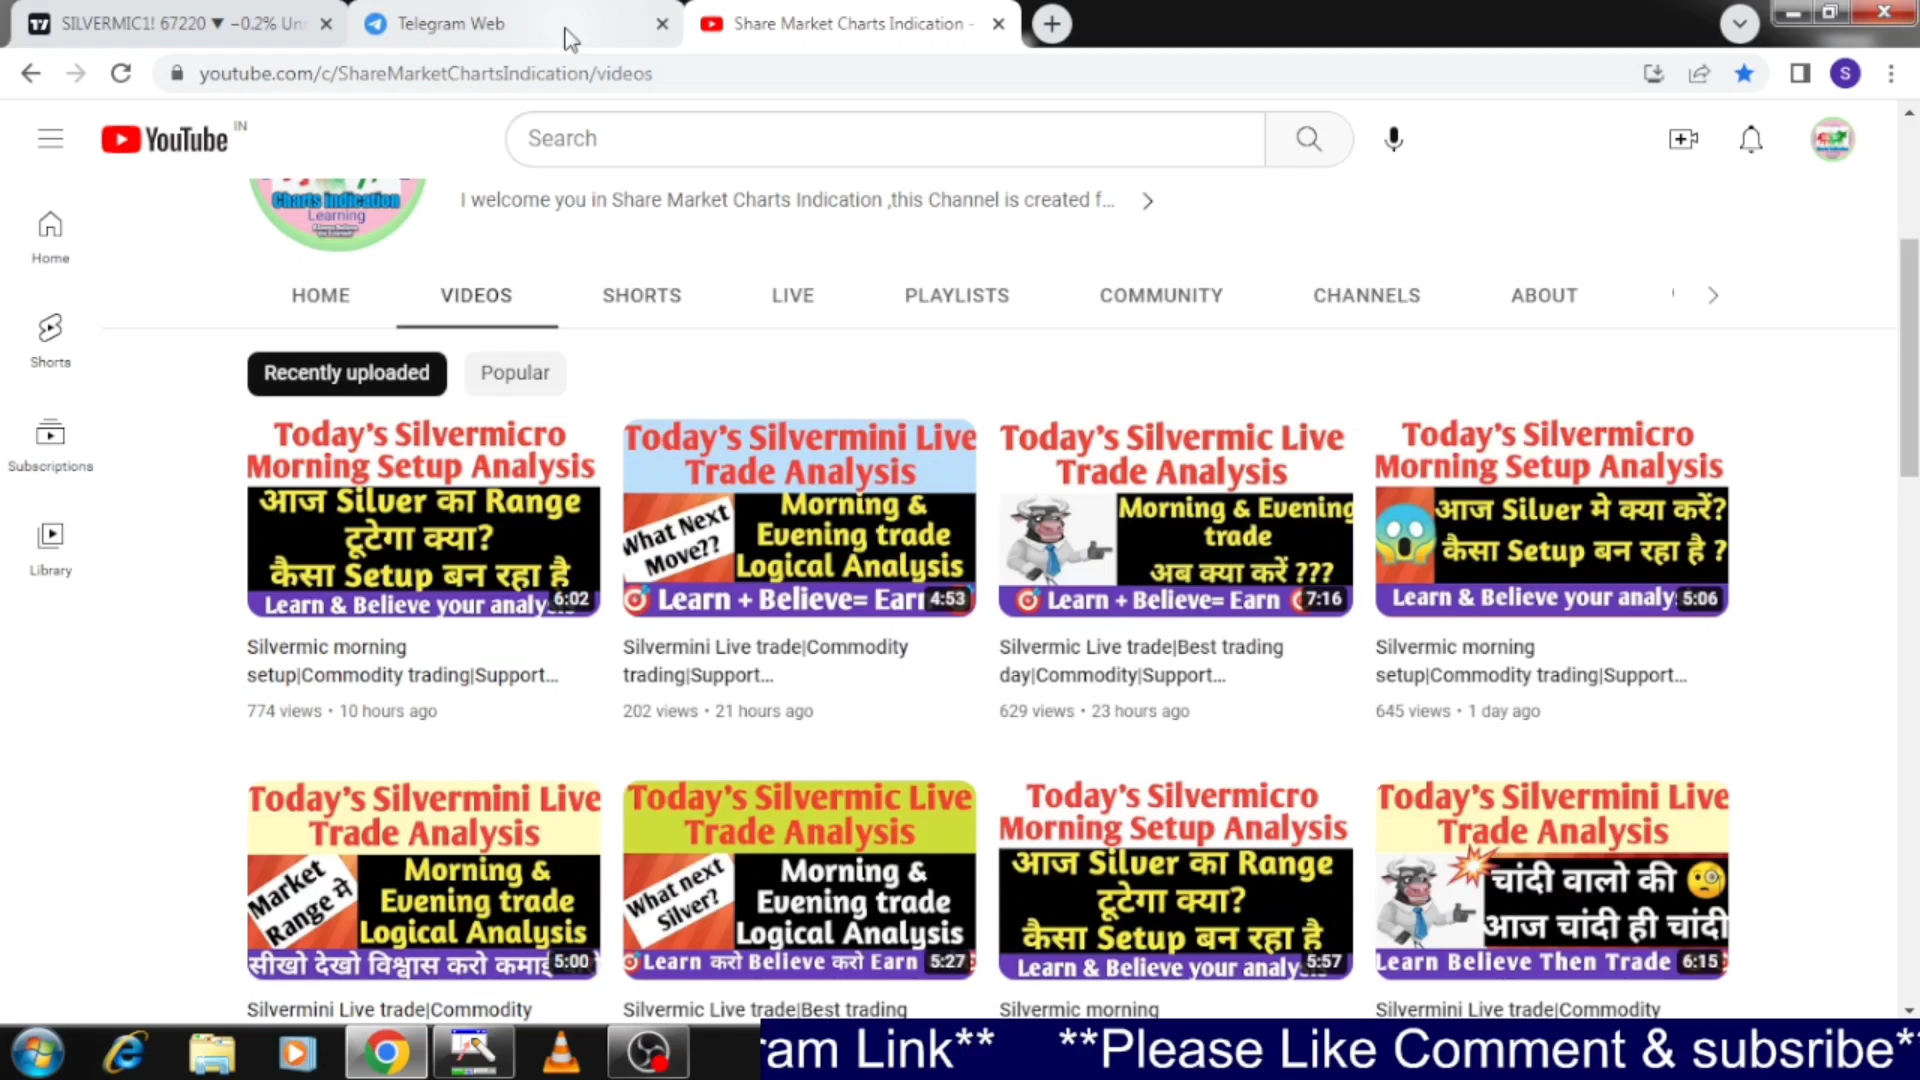 SILVERMIC1! 67220 ▼ −0.2% Un
Telegram Web
Share Market Charts Indication -
youtube.com/c/ShareMarketChartsIndication/videos
S
YouTube IN
Search
Charts Indication
Learning
I welcome you in Share Market Charts Indication ,this Channel is created f...
Home
Shorts
Subscriptions
Library
HOME
VIDEOS
SHORTS
LIVE
PLAYLISTS
COMMUNITY
CHANNELS
ABOUT
Recently uploaded
Popular
Today's Silvermicro
Morning Setup Analysis
आज Silver का Range
टूटेगा क्या?
कैसा Setup बन रहा है
Learn & Believe your analy
6:02
Silvermic morning
setup|Commodity trading|Support...
774 views • 10 hours ago
Today's Silvermini Live
Trade Analysis
What Next
Move??
Morning &
Evening trade
Logical Analysis
Learn + Believe= Earn
4:53
Silvermini Live trade|Commodity
trading|Support...
202 views • 21 hours ago
Today's Silvermic Live
Trade Analysis
Morning & Evening
trade
अब क्या करें ???
Learn + Believe= Earn
7:16
Silvermic Live trade|Best trading
day|Commodity|Support...
629 views • 23 hours ago
Today's Silvermicro
Morning Setup Analysis
आज Silver मे क्या करें?
कैसा Setup बन रहा है ?
Learn & Believe your analy
5:06
Silvermic morning
setup|Commodity trading|Support...
645 views • 1 day ago
Today's Silvermini Live
Trade Analysis
Market
Range मे
Morning &
Evening trade
Logical Analysis
सीखो देखो विश्वास करो कमाइ
5:00
Silvermini Live trade|Commodity
Today's Silvermic Live
Trade Analysis
What next
Silver?
Morning &
Evening trade
Logical Analysis
Learn करो Believe करो Earn
5:27
Silvermic Live trade|Best trading
Today's Silvermicro
Morning Setup Analysis
आज Silver का Range
टूटेगा क्या?
कैसा Setup बन रहा है
Learn & Believe your analy
5:57
Silvermic morning
Today's Silvermini Live
Trade Analysis
चांदी वालो की
आज चांदी ही चांदी
Learn Believe Then Trade
6:15
Silvermini Live trade|Commodity
am Link** **Please Like Comment & subsribe*